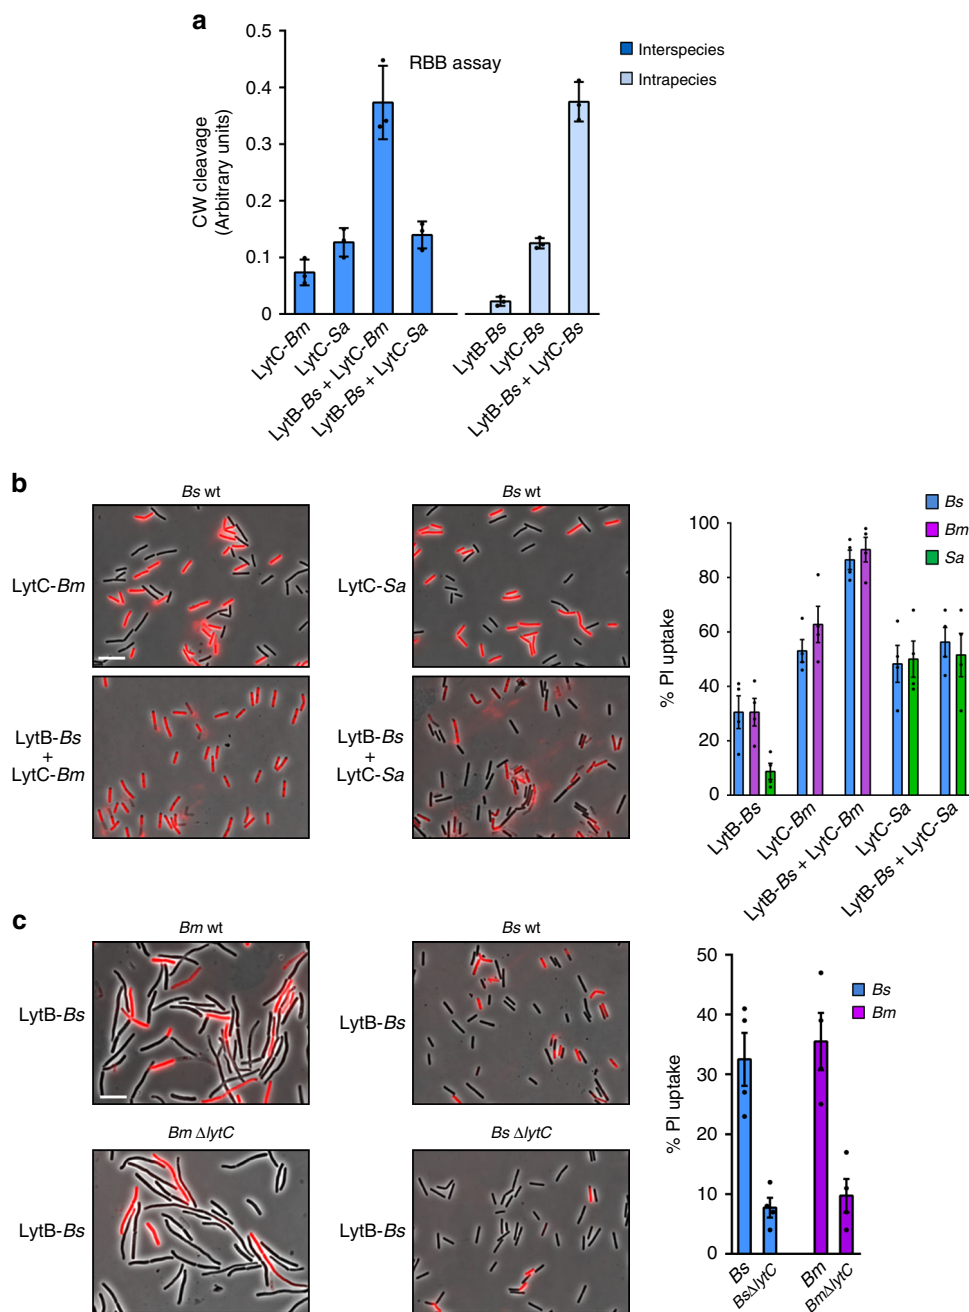 a
0.5
0.4
0.3
0.2
0.1
0
CW cleavage
(Arbitrary units)
RBB assay
Interspecies
Intrapecies
LytC-Bm
LytC-Sa
LytB-Bs + LytC-Bm
LytB-Bs + LytC-Sa
LytB-Bs
LytC-Bs
LytB-Bs + LytC-Bs
b
Bs wt
Bs wt
LytC-Bm
LytC-Sa
LytB-Bs
+
LytC-Bm
LytB-Bs
+
LytC-Sa
Bs
Bm
Sa
100
80
60
40
20
0
% PI uptake
LytB-Bs
LytC-Bm
LytB-Bs + LytC-Bm
LytC-Sa
LytB-Bs + LytC-Sa
c
Bm wt
Bs wt
LytB-Bs
LytB-Bs
Bm ΔlytC
Bs ΔlytC
LytB-Bs
LytB-Bs
50
40
30
20
10
0
% PI uptake
Bs
Bm
Bs
BsΔlytC
Bm
BmΔlytC